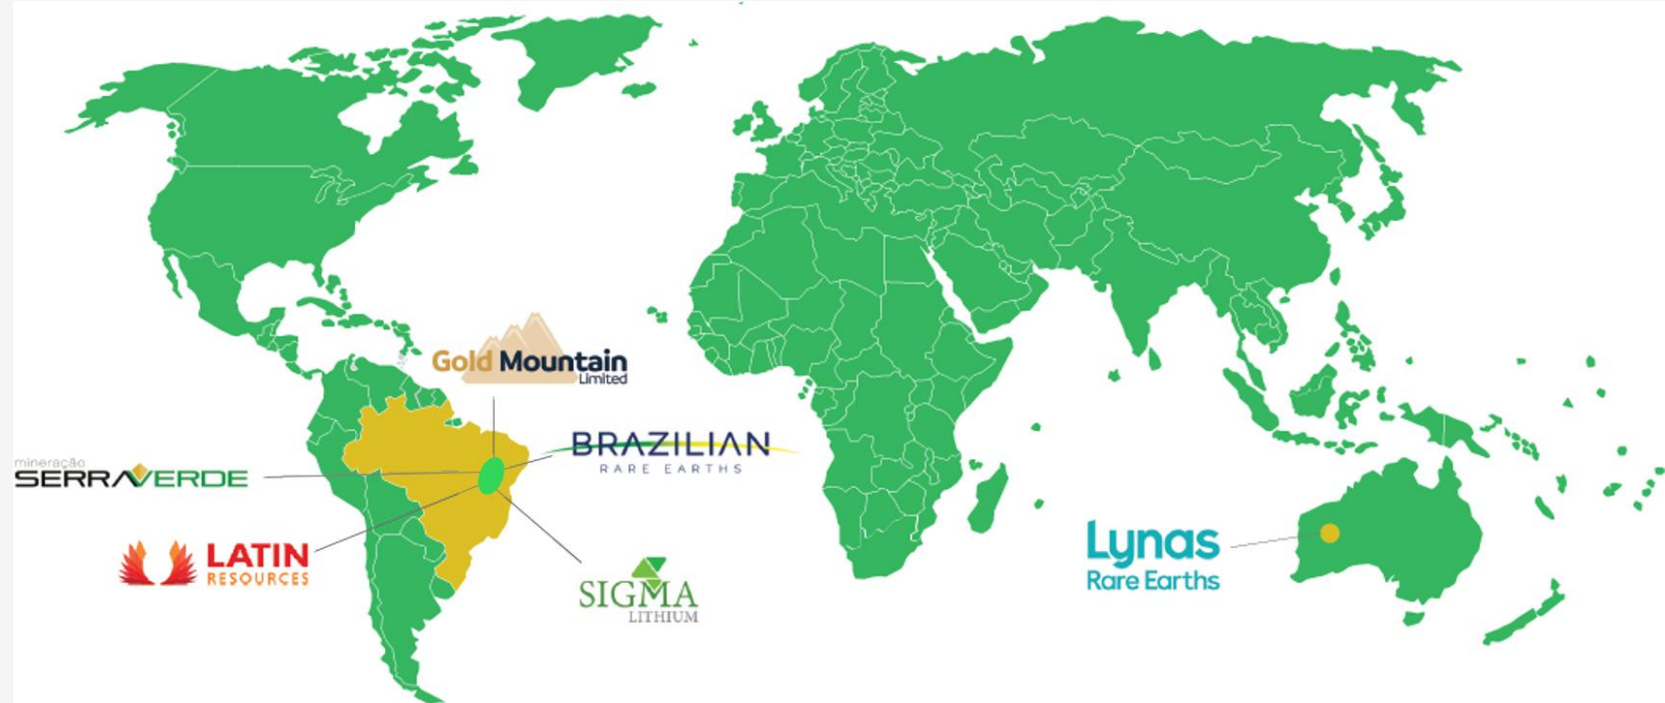 Gold Mountain
Limited
BRAZILIAN
RARE EARTHS
mineração
SERRAVERDE
LATIN
RESOURCES
SIGMA
LITHIUM
Lynas
Rare Earths